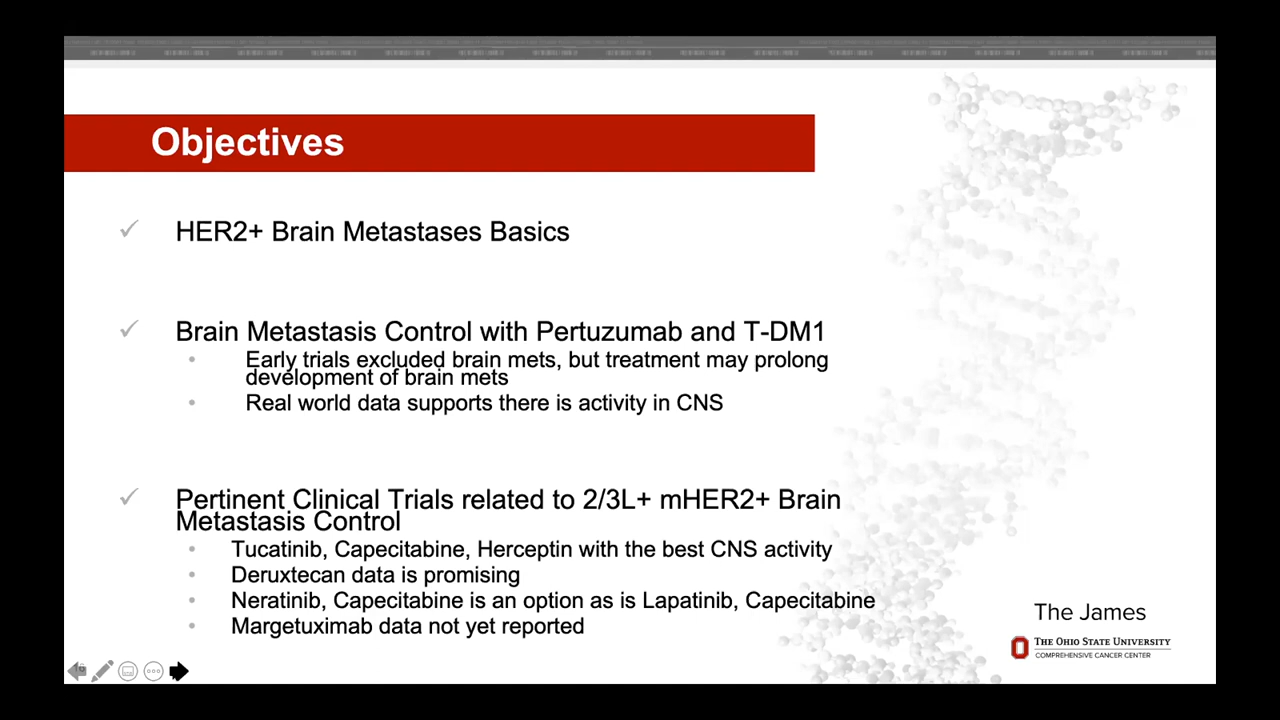 Objectives
HER2+ Brain Metastases Basics
Brain Metastasis Control with Pertuzumab and T-DM1
Early trials excluded brain mets, but treatment may prolong
development of brain mets
Real world data supports there is activity in CNS
Pertinent Clinical Trials related to 2/3L+ mHER2+ Brain
Metastasis Control
Tucatinib, Capecitabine, Herceptin with the best CNS activity
Deruxtecan data is promising
Neratinib, Capecitabine is an option as is Lapatinib, Capecitabine
Margetuximab data not yet reported
The James
THE OHIO STATE UNIVERSITY
COMPREHENSIVE CANCER CENTER